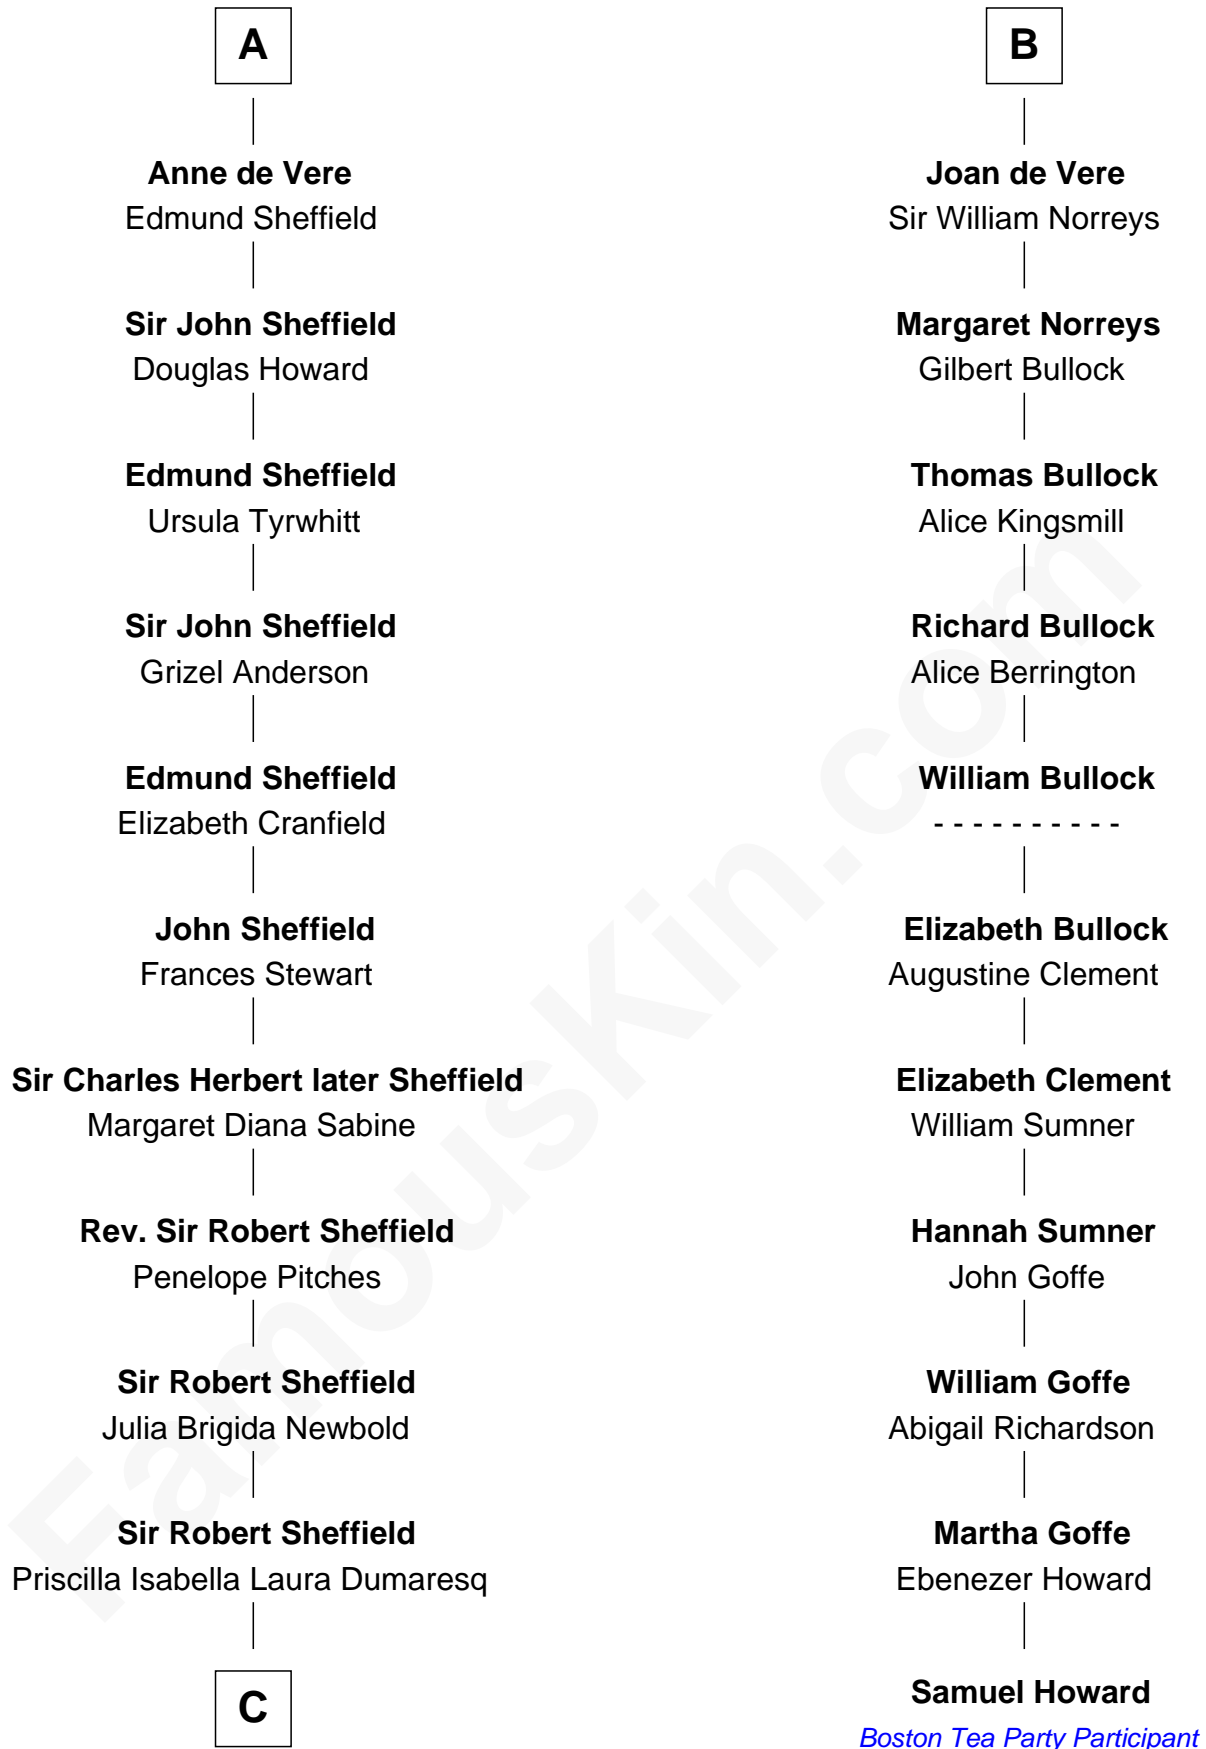 A
Anne de Vere
Edmund Sheffield
Sir John Sheffield
Douglas Howard
Edmund Sheffield
Ursula Tyrwhitt
Sir John Sheffield
Grizel Anderson
Edmund Sheffield
Elizabeth Cranfield
John Sheffield
Frances Stewart
Sir Charles Herbert later Sheffield
Margaret Diana Sabine
Rev. Sir Robert Sheffield
Penelope Pitches
Sir Robert Sheffield
Julia Brigida Newbold
Sir Robert Sheffield
Priscilla Isabella Laura Dumaresq
C
B
Joan de Vere
Sir William Norreys
Margaret Norreys
Gilbert Bullock
Thomas Bullock
Alice Kingsmill
Richard Bullock
Alice Berrington
William Bullock
- - - - - - - - - -
Elizabeth Bullock
Augustine Clement
Elizabeth Clement
William Sumner
Hannah Sumner
John Goffe
William Goffe
Abigail Richardson
Martha Goffe
Ebenezer Howard
Samuel Howard
Boston Tea Party Participant
FamousKin.com